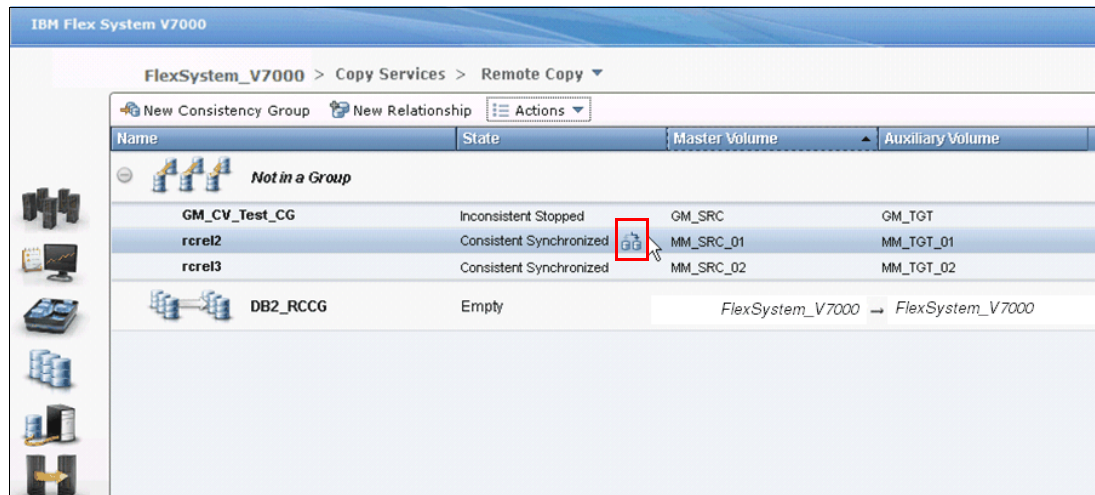 IBM Flex System V7000
FlexSystem_V7000 > Copy Services > Remote Copy
New Consistency Group New Relationship Actions
Name State Master Volume Auxiliary Volume
Not in a Group
GM_CV_Test_CG Inconsistent Stopped GM_SRC GM_TGT
rcrel2 Consistent Synchronized MM_SRC_01 MM_TGT_01
rcrel3 Consistent Synchronized MM_SRC_02 MM_TGT_02
DB2_RCCG Empty FlexSystem_V7000 → FlexSystem_V7000